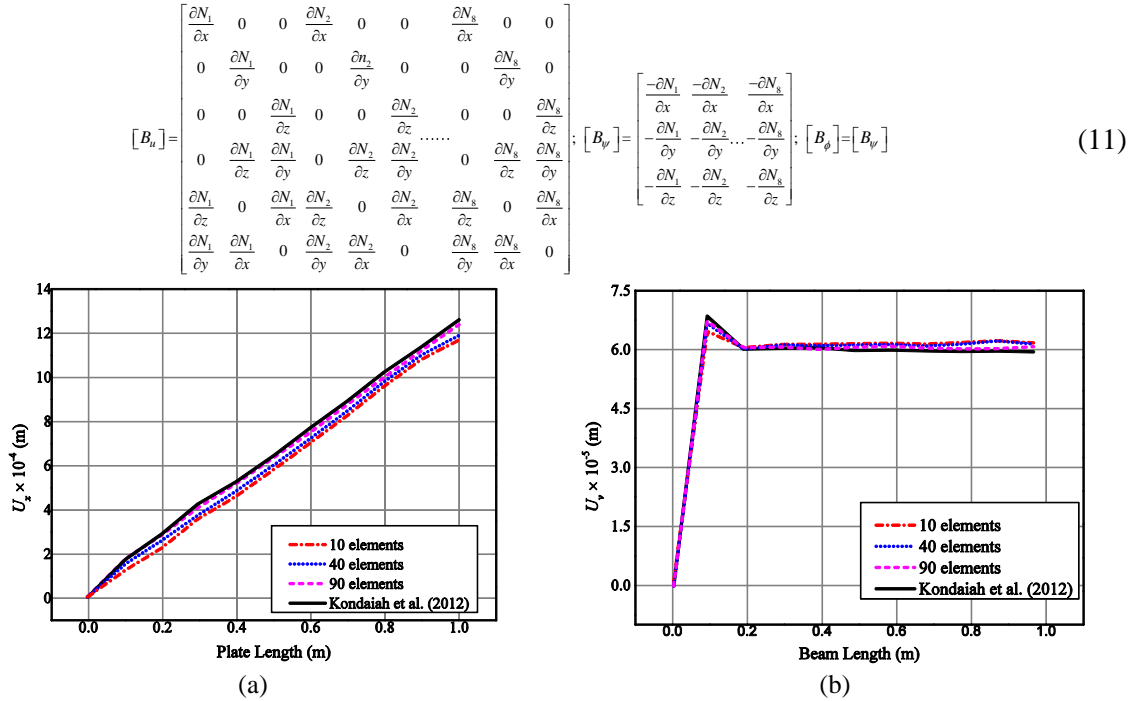 [B_u] = [ ∂N₁/∂x 0 0 ∂N₂/∂x 0 0 ∂N₈/∂x 0 0
0 ∂N₁/∂y 0 0 ∂n₂/∂y 0 0 ∂N₈/∂y 0
0 0 ∂N₁/∂z 0 0 ∂N₂/∂z ...... 0 0 ∂N₈/∂z
0 ∂N₁/∂z ∂N₁/∂y 0 ∂N₂/∂z ∂N₂/∂y 0 ∂N₈/∂z ∂N₈/∂y
∂N₁/∂z 0 ∂N₁/∂x ∂N₂/∂z 0 ∂N₂/∂x ∂N₈/∂z 0 ∂N₈/∂x
∂N₁/∂y ∂N₁/∂x 0 ∂N₂/∂y ∂N₂/∂x 0 ∂N₈/∂y ∂N₈/∂x 0 ];
[B_ψ] = [ -∂N₁/∂x -∂N₂/∂x -∂N₈/∂x
-∂N₁/∂y -∂N₂/∂y ... -∂N₈/∂y
-∂N₁/∂z -∂N₂/∂z -∂N₈/∂z ];
[B_ϕ] = [B_ψ]
(11)
14
12
10
8
6
4
2
0
U_x × 10⁻⁴ (m)
10 elements
40 elements
90 elements
Kondaiah et al. (2012)
0.0 0.2 0.4 0.6 0.8 1.0
Plate Length (m)
(a)
7.5
6.0
4.5
3.0
1.5
0.0
U_v × 10⁻⁵ (m)
10 elements
40 elements
90 elements
Kondaiah et al. (2012)
0.0 0.2 0.4 0.6 0.8 1.0
Beam Length (m)
(b)